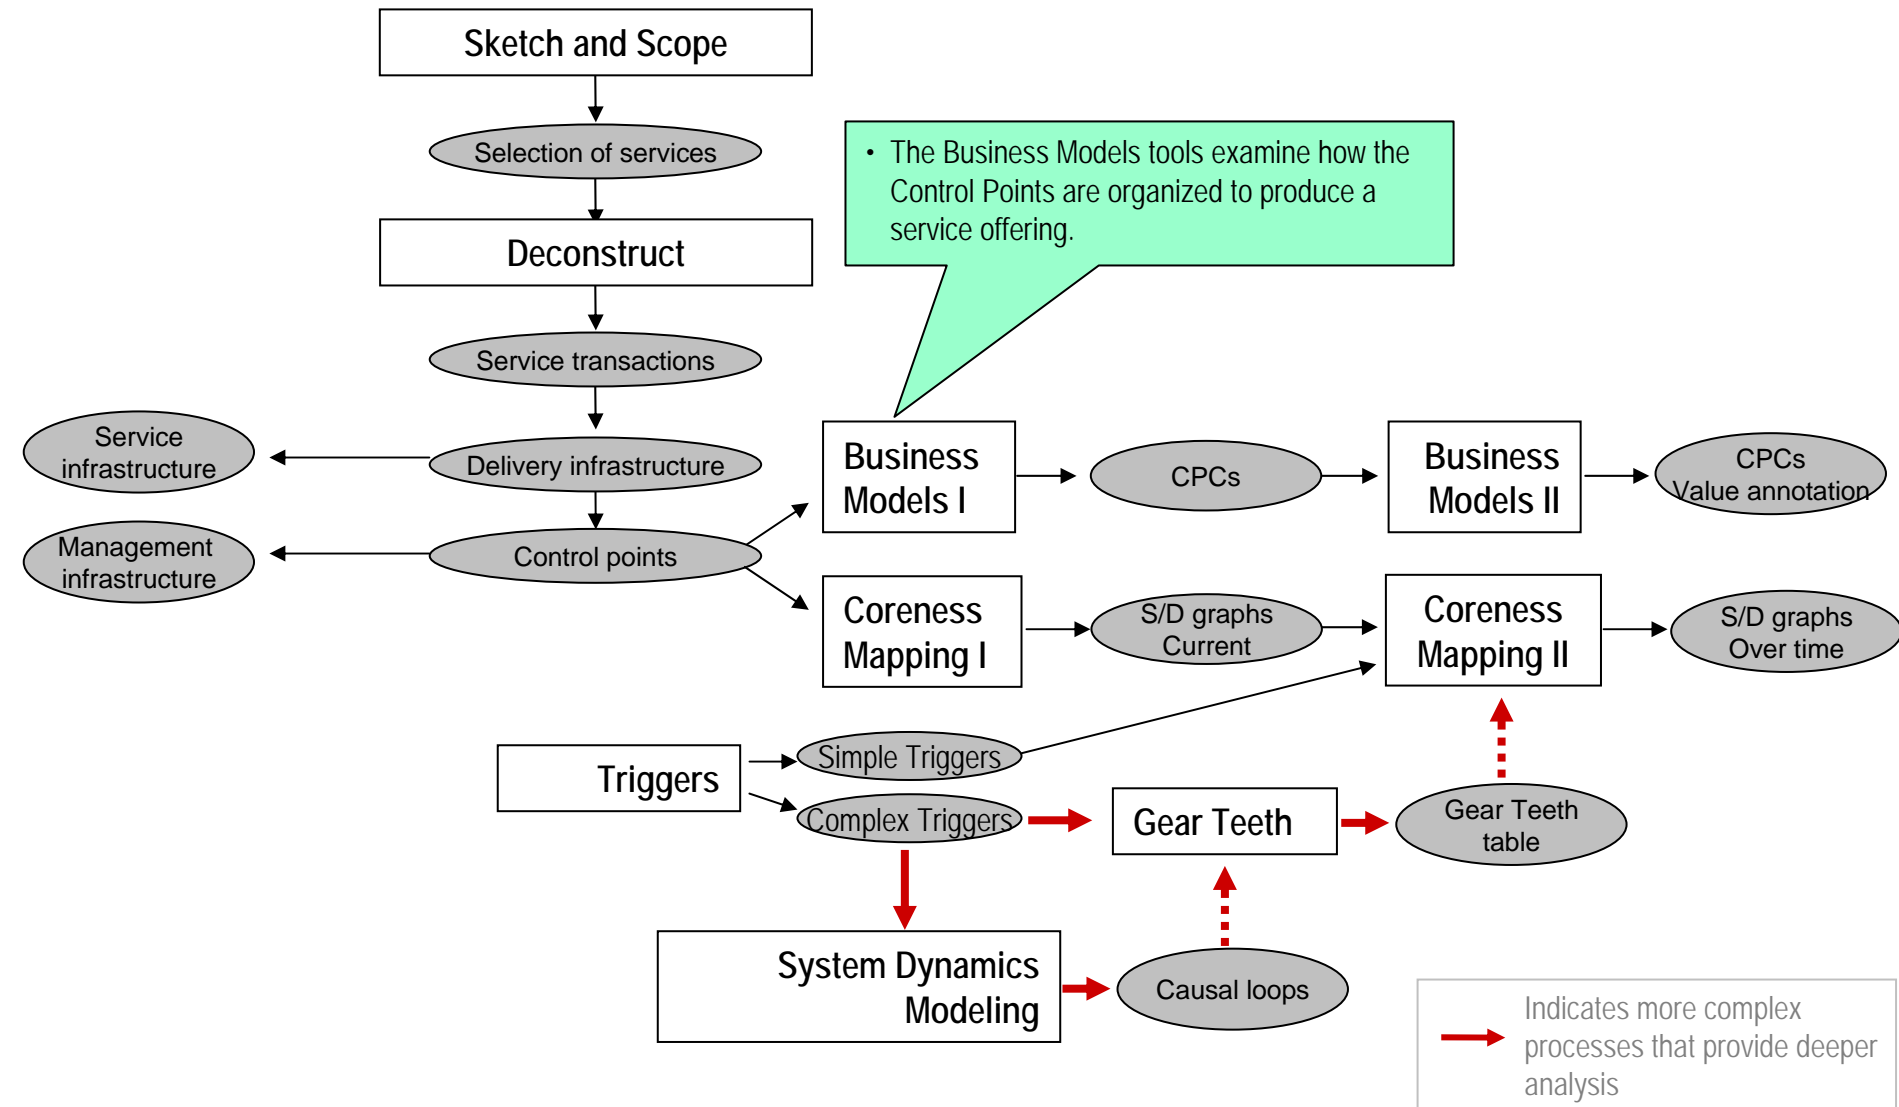 Sketch and Scope
Selection of services
• The Business Models tools examine how the
Control Points are organized to produce a
service offering.
Deconstruct
Service transactions
Service
infrastructure
Delivery infrastructure
Business
Models I
CPCs
Business
Models II
CPCs
Value annotation
Management
infrastructure
Control points
Coreness
Mapping I
S/D graphs
Current
Coreness
Mapping II
S/D graphs
Over time
Triggers
Simple Triggers
Complex Triggers
Gear Teeth
Gear Teeth
table
System Dynamics
Modeling
Causal loops
Indicates more complex
processes that provide deeper
analysis